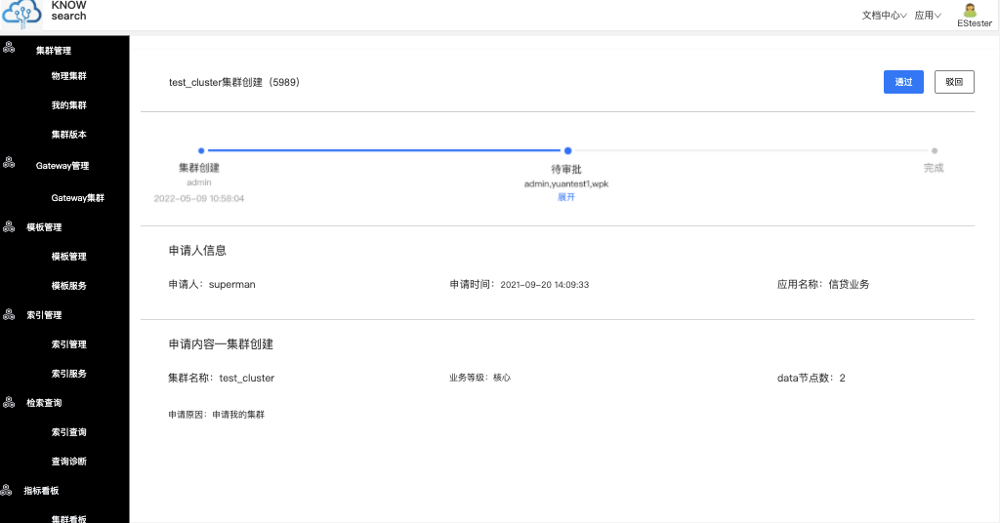 KNOW
search
文档中心 应用
EStester
集群管理
物理集群
我的集群
集群版本
Gateway管理
Gateway集群
模板管理
模板管理
模板服务
索引管理
索引管理
索引服务
检索查询
索引查询
查询诊断
指标看板
集群看板
test_cluster集群创建（5989）
通过 驳回
集群创建
admin
2022-05-09 10:58:04
待审批
admin,yuantest1,wpk
展开
完成
申请人信息
申请人：superman 申请时间：2021-09-20 14:09:33 应用名称：信贷业务
申请内容—集群创建
集群名称：test_cluster 业务等级：核心 data节点数：2
申请原因：申请我的集群